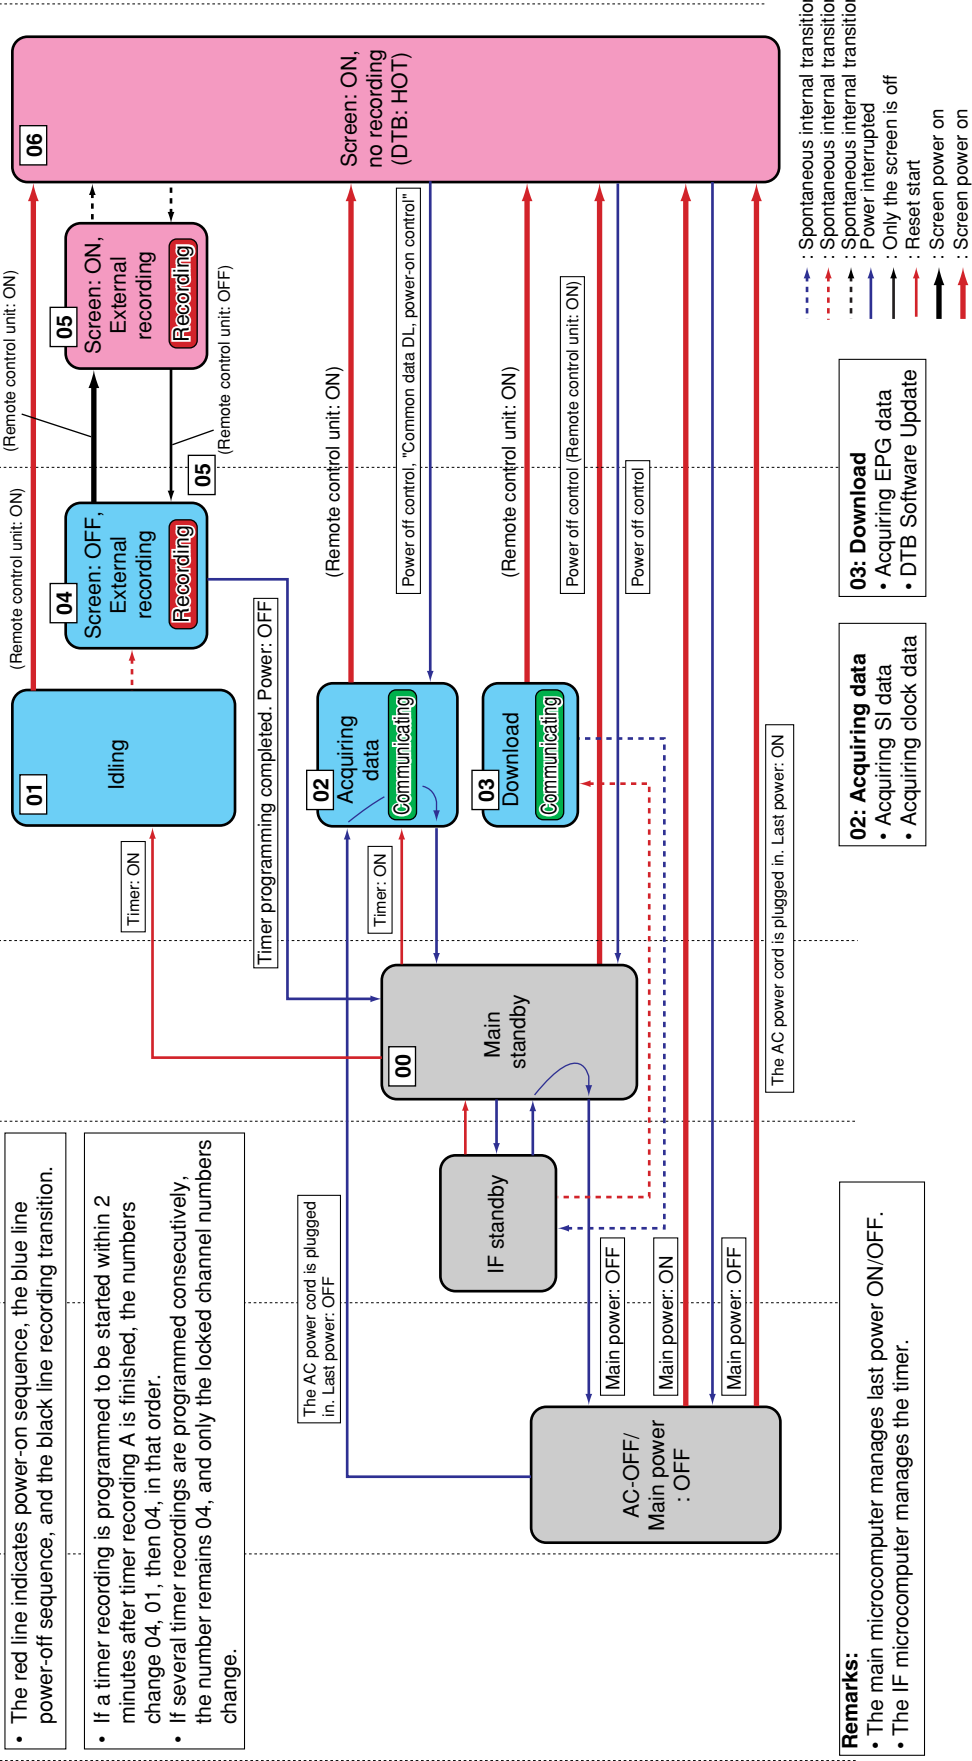 • The red line indicates power-on sequence, the blue line
power-off sequence, and the black line recording transition.
• If a timer recording is programmed to be started within 2
minutes after timer recording A is finished, the numbers
change 04, 01, then 04, in that order.
• If several timer recordings are programmed consecutively,
the number remains 04, and only the locked channel numbers
change.
The AC power cord is plugged
in. Last power: OFF
AC-OFF/
Main power
: OFF
Main power: OFF
Main power: ON
Main power: OFF
IF standby
00
Main
standby
Timer: ON
Timer programming completed. Power: OFF
Timer: ON
The AC power cord is plugged in. Last power: ON
01
Idling
02
Acquiring
data
Communicating
03
Download
Communicating
04
Screen: OFF,
External
recording
Recording
(Remote control unit: ON)
(Remote control unit: ON)
05
(Remote control unit: OFF)
05
Screen: ON,
External
recording
Recording
(Remote control unit: ON)
Power off control, "Common data DL, power-on control"
(Remote control unit: ON)
Power off control (Remote control unit: ON)
Power off control
06
Screen: ON,
no recording
(DTB: HOT)
Remarks:
• The main microcomputer manages last power ON/OFF.
• The IF microcomputer manages the timer.
02: Acquiring data
• Acquiring SI data
• Acquiring clock data
03: Download
• Acquiring EPG data
• DTB Software Update
: Spontaneous internal transition
: Spontaneous internal transition
: Spontaneous internal transition
: Power interrupted
: Only the screen is off
: Reset start
: Screen power on
: Screen power on